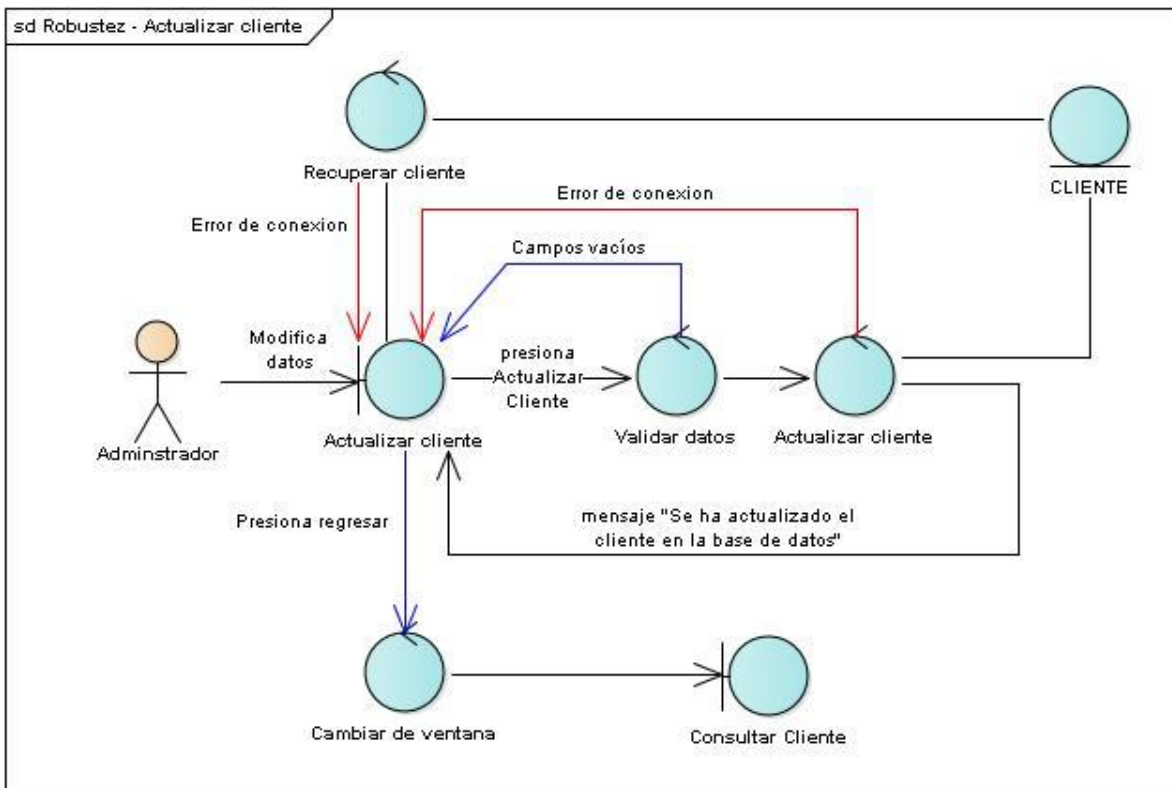 sd Robustez - Actualizar cliente
Recuperar cliente
CLIENTE
Error de conexion
Error de conexion
Campos vacíos
Modifica
datos
presiona
Actualizar
Cliente
Adminstrador
Actualizar cliente
Validar datos
Actualizar cliente
Presiona regresar
mensaje "Se ha actualizado el
cliente en la base de datos"
Cambiar de ventana
Consultar Cliente